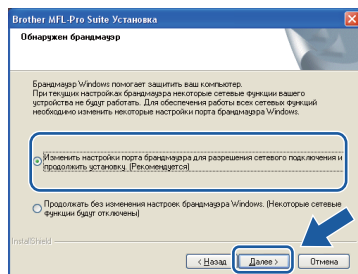 Brother MFL-Pro Suite Установка
Обнаружен брандмауэр
Брандмауэр Windows помогает защитить ваш компьютер.
При текущих настройках брандмауэра некоторые сетевые функции вашего
устройства не будут работать. Для обеспечения работы всех сетевых функций
необходимо изменить некоторые настройки порта брандмауэра Windows.
Изменить настройки порта брандмауэра для разрешения сетевого подключения и
продолжить установку. (Рекомендуется)
Продолжать без изменения настроек брандмауэра Windows. (Некоторые сетевые
функции будут отключены)
InstallShield
< Назад
Далее >
Отмена